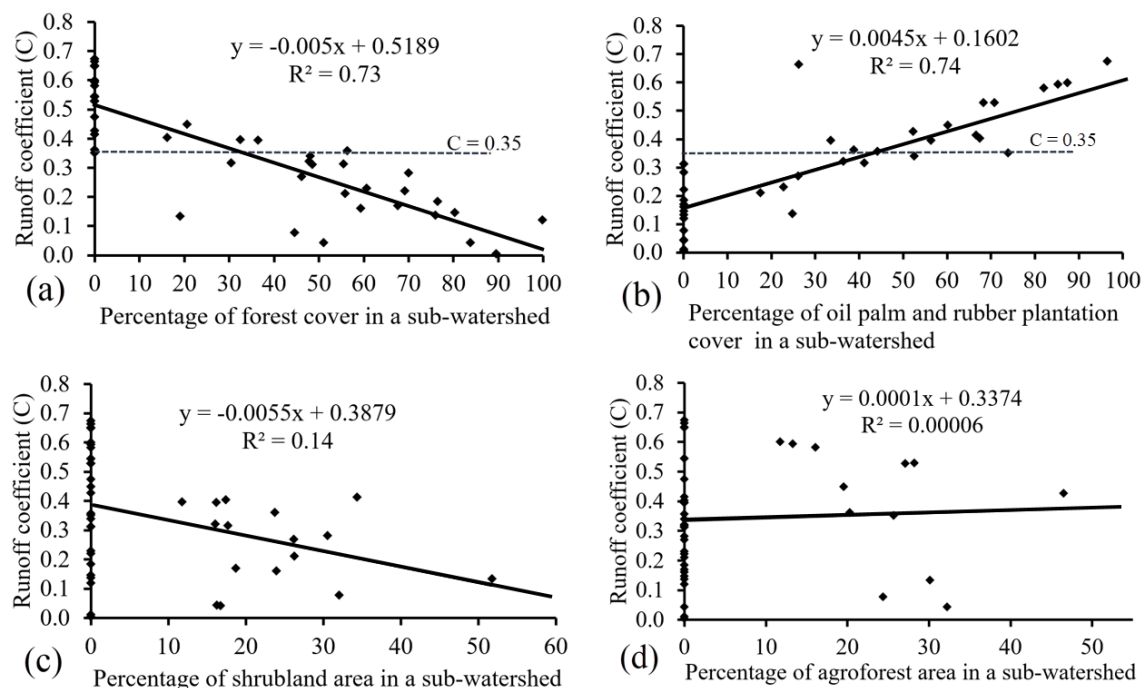 0.8
0.7
0.6
0.5
0.4
0.3
0.2
0.1
0.0
Runoff coefficient (C)
y = -0.005x + 0.5189
R² = 0.73
C = 0.35
0 10 20 30 40 50 60 70 80 90 100
(a)
Percentage of forest cover in a sub-watershed
0.8
0.7
0.6
0.5
0.4
0.3
0.2
0.1
0.0
Runoff coefficient (C)
y = 0.0045x + 0.1602
R² = 0.74
C = 0.35
0 10 20 30 40 50 60 70 80 90 100
(b)
Percentage of oil palm and rubber plantation
cover in a sub-watershed
0.8
0.7
0.6
0.5
0.4
0.3
0.2
0.1
0.0
Runoff coefficient (C)
y = -0.0055x + 0.3879
R² = 0.14
0 10 20 30 40 50 60
(c)
Percentage of shrubland area in a sub-watershed
0.8
0.7
0.6
0.5
0.4
0.3
0.2
0.1
0.0
Runoff coefficient (C)
y = 0.0001x + 0.3374
R² = 0.00006
0 10 20 30 40 50
(d)
Percentage of agroforest area in a sub-watershed